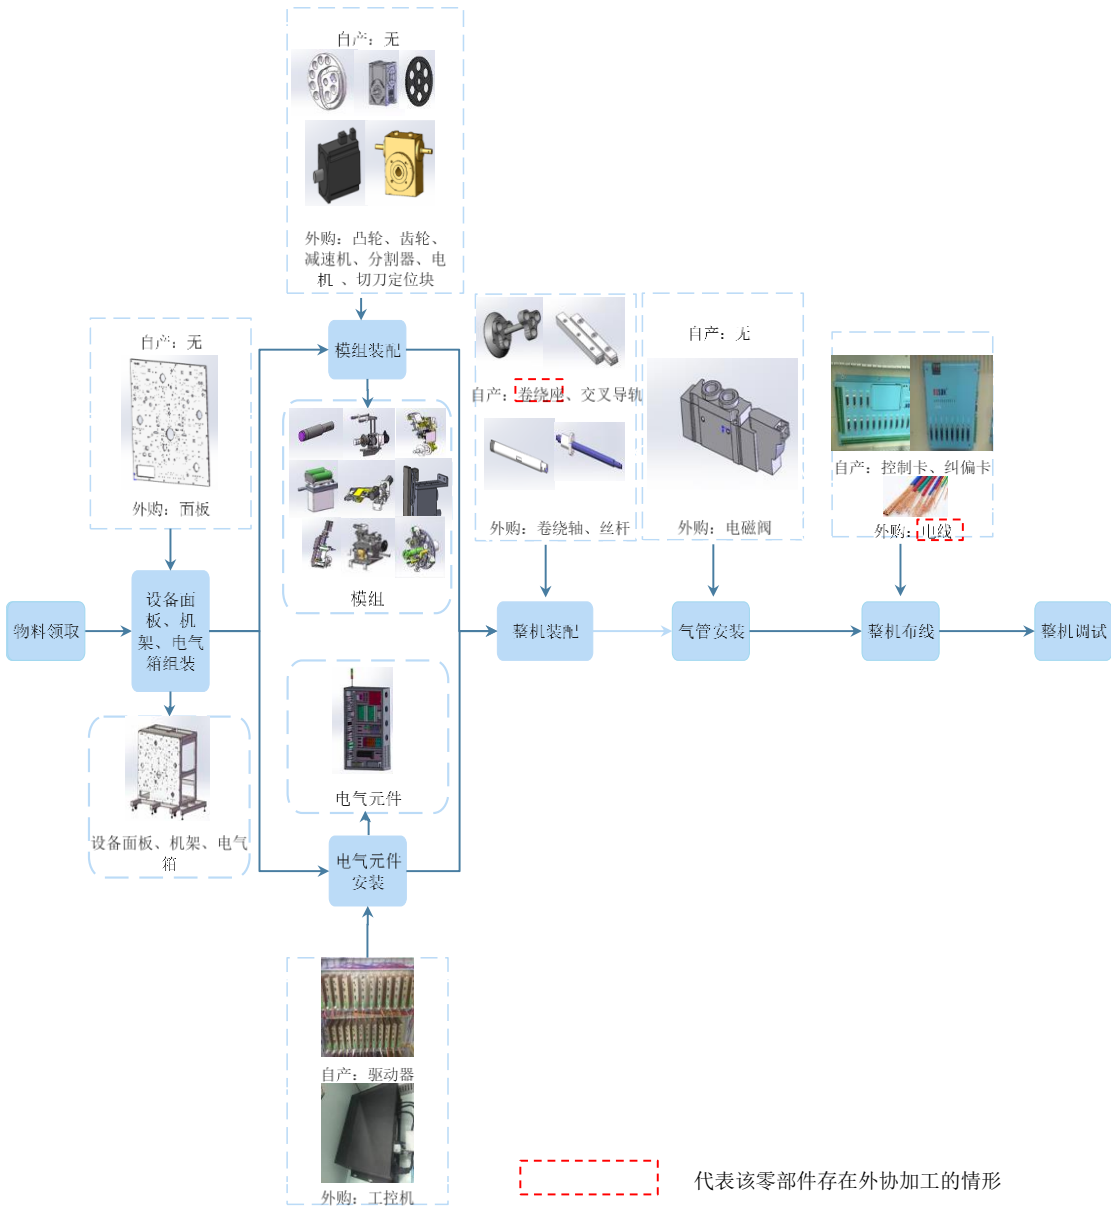 自产：无
外购：凸轮、齿轮、
减速机、分割器、电
机 、切刀定位块
模组装配
模组
自产：无
外购：面板
物料领取
设备面
板、机
架、电气
箱组装
设备面板、机架、电气
箱
电气元件
电气元件
安装
自产：驱动器
外购：工控机
自产：卷绕座、交叉导轨
外购：卷绕轴、丝杆
整机装配
自产：无
外购：电磁阀
气管安装
自产：控制卡、纠偏卡
外购：电线
整机布线
整机调试
代表该零部件存在外协加工的情形